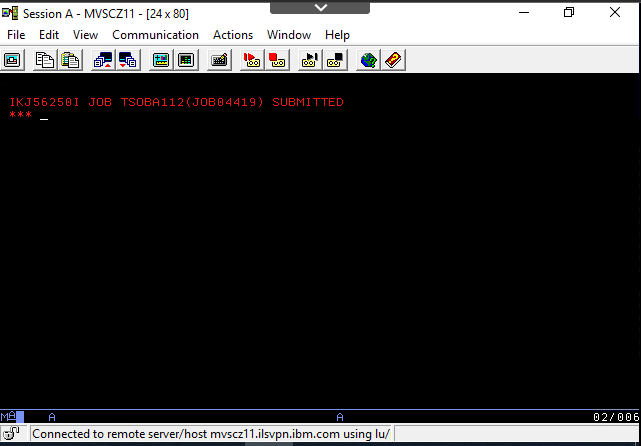 Session A - MVSCZ11 - [24 x 80]
File Edit View Communication Actions Window Help
IKJ56250I JOB TSOBA112(JOB04419) SUBMITTED
*** _
MA A A 02/006
Connected to remote server/host mvscz11.ilsvpn.ibm.com using lu/